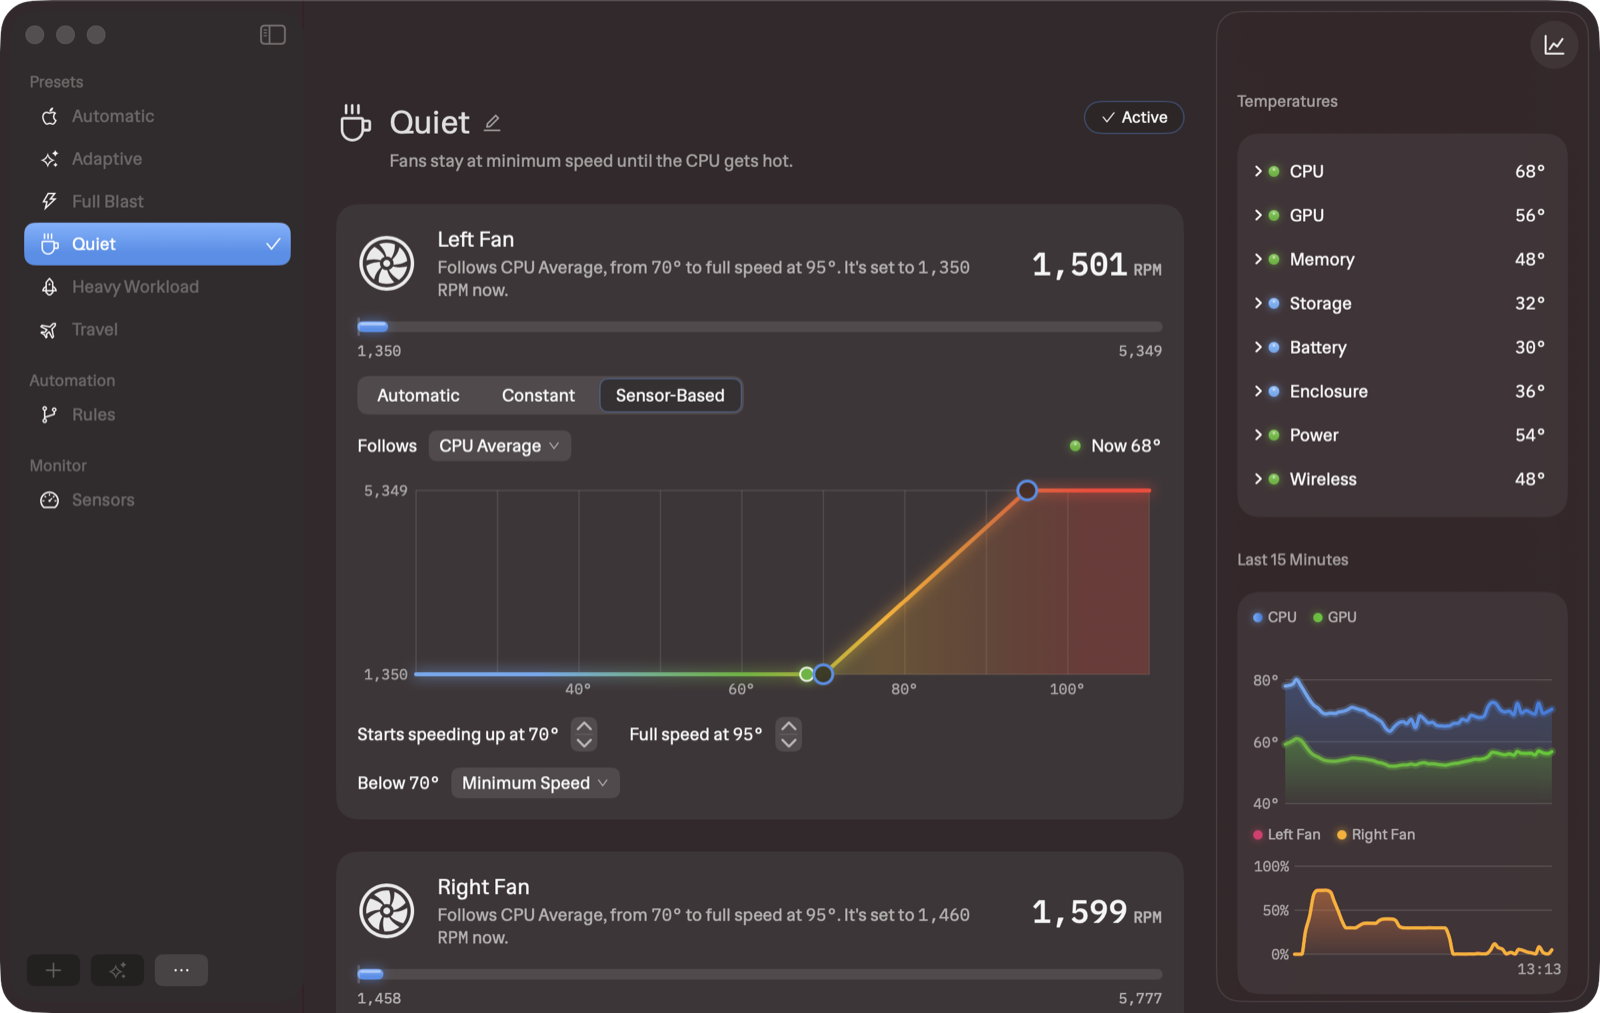 Presets
Automatic
Adaptive
Full Blast
Quiet
Heavy Workload
Travel
Automation
Rules
Monitor
Sensors
Quiet
Active
Fans stay at minimum speed until the CPU gets hot.
Left Fan
Follows CPU Average, from 70° to full speed at 95°. It's set to 1,350
RPM now.
1,501 RPM
1,350
5,349
Automatic
Constant
Sensor-Based
Follows
CPU Average
Now 68°
5,349
1,350
40°
60°
80°
100°
Starts speeding up at 70°
Full speed at 95°
Below 70°
Minimum Speed
Right Fan
Follows CPU Average, from 70° to full speed at 95°. It's set to 1,460
RPM now.
1,599 RPM
1,458
5,777
Temperatures
CPU 68°
GPU 56°
Memory 48°
Storage 32°
Battery 30°
Enclosure 36°
Power 54°
Wireless 48°
Last 15 Minutes
CPU
GPU
80°
60°
40°
Left Fan
Right Fan
100%
50%
0%
13:13